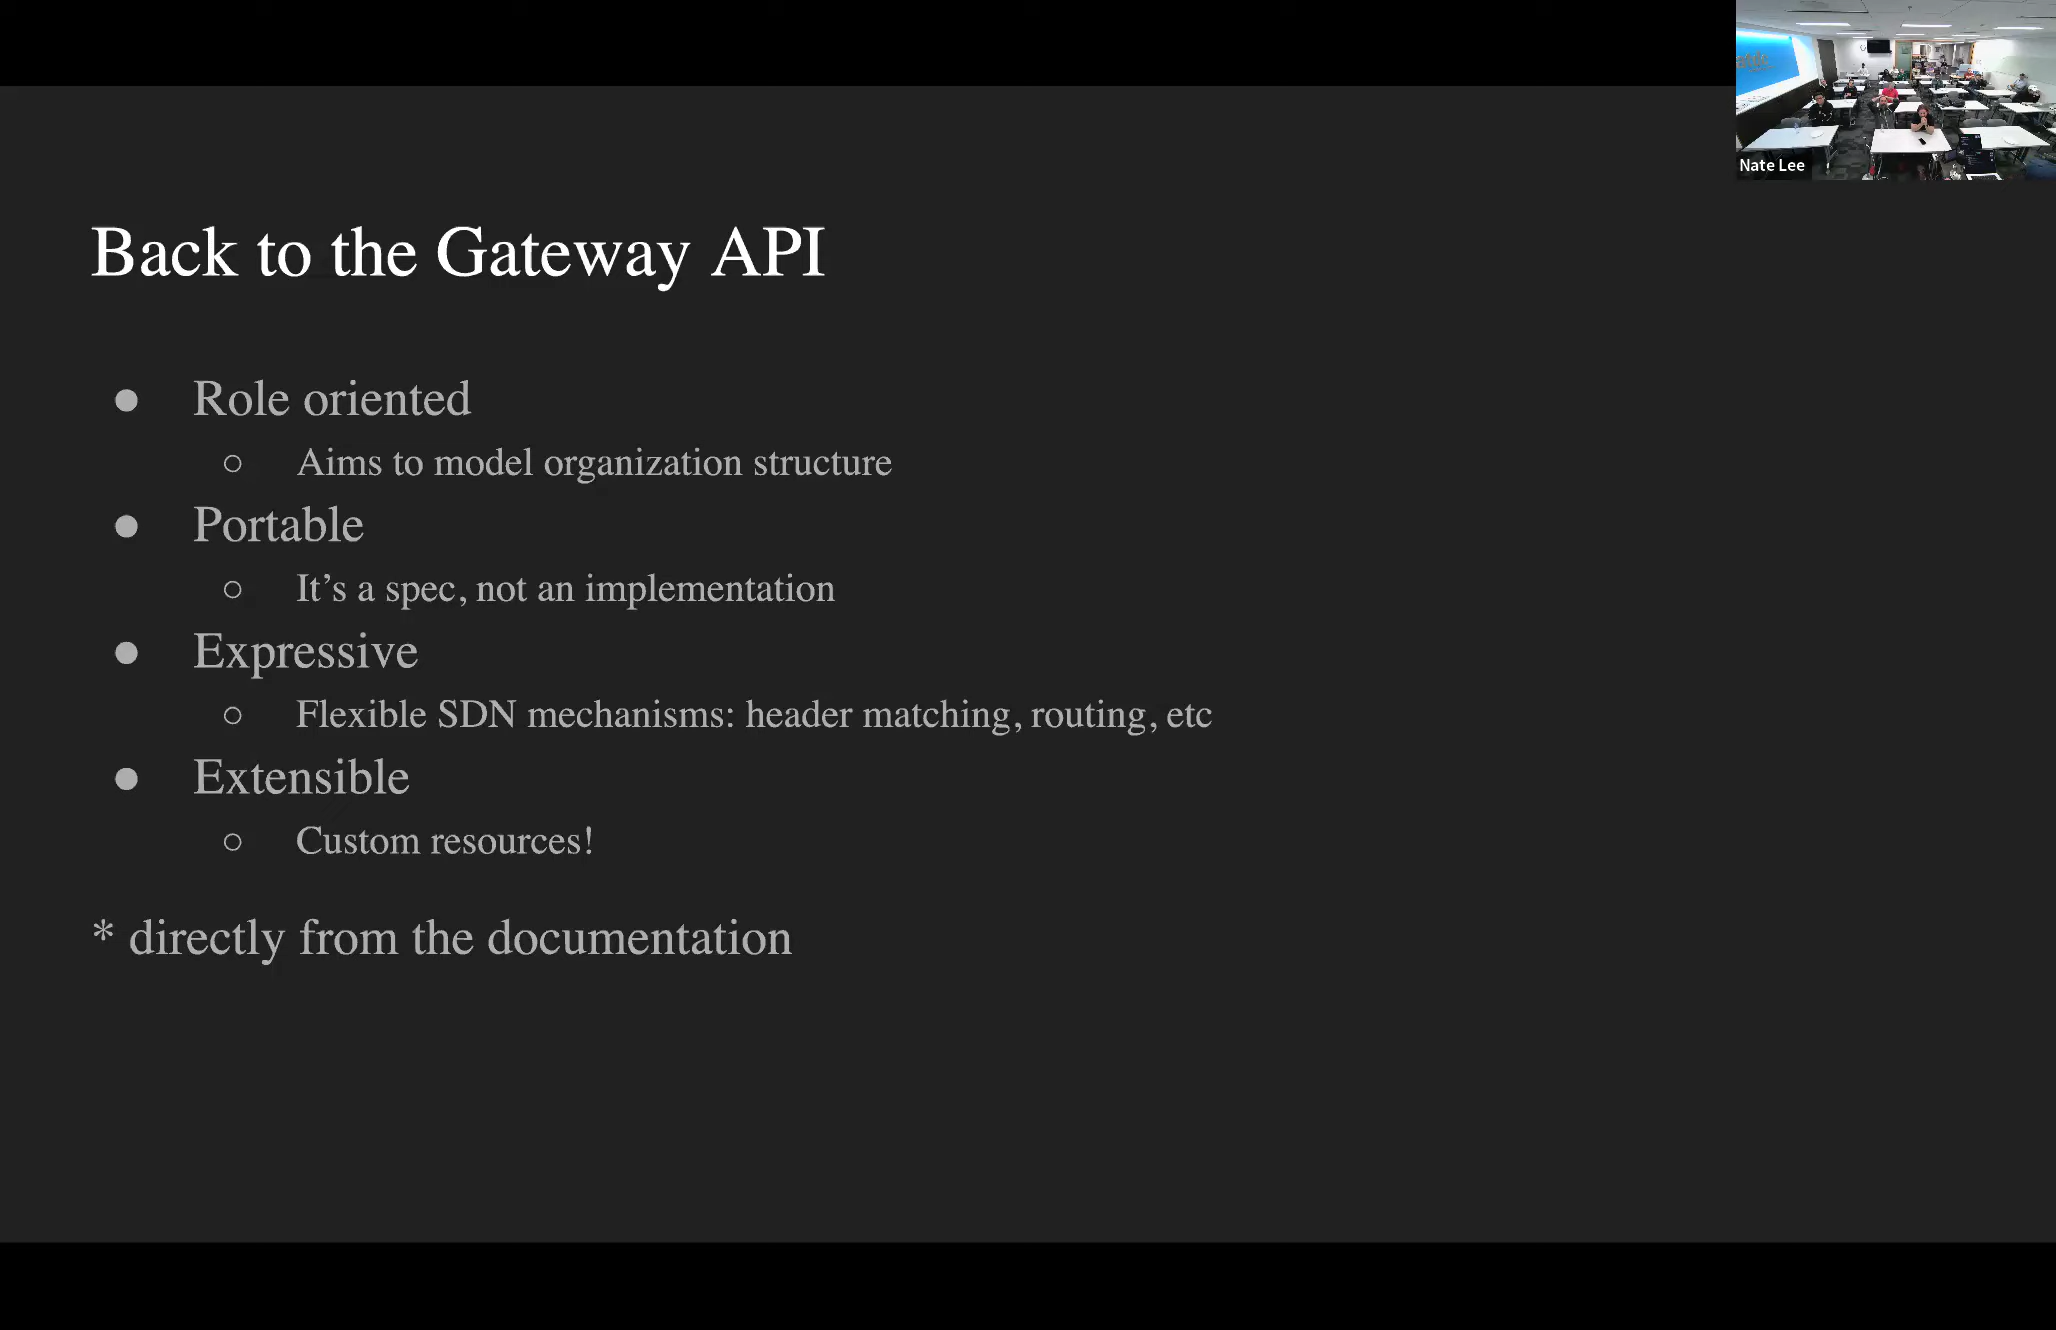 Nate Lee
Back to the Gateway API
● Role oriented
○ Aims to model organization structure
● Portable
○ It’s a spec, not an implementation
● Expressive
○ Flexible SDN mechanisms: header matching, routing, etc
● Extensible
○ Custom resources!
* directly from the documentation